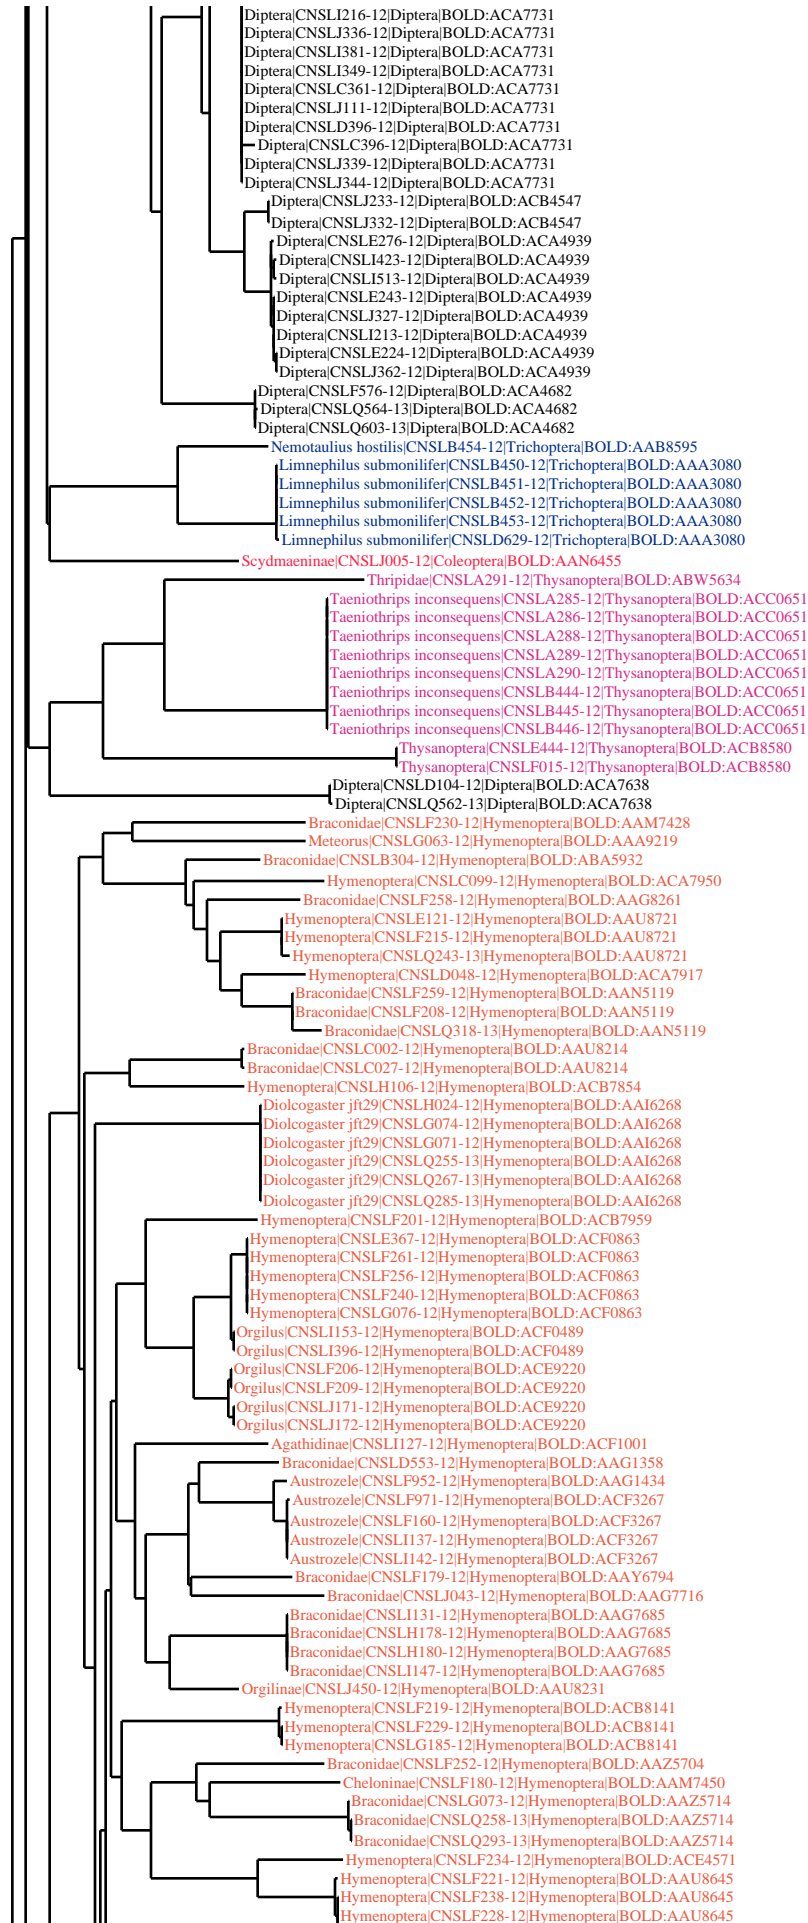 Diptera|CNSLI216-12|Diptera|BOLD:ACA7731
Diptera|CNSLJ336-12|Diptera|BOLD:ACA7731
Diptera|CNSLI381-12|Diptera|BOLD:ACA7731
Diptera|CNSLI349-12|Diptera|BOLD:ACA7731
Diptera|CNSLC361-12|Diptera|BOLD:ACA7731
Diptera|CNSLJ111-12|Diptera|BOLD:ACA7731
Diptera|CNSLD396-12|Diptera|BOLD:ACA7731
Diptera|CNSLC396-12|Diptera|BOLD:ACA7731
Diptera|CNSLJ339-12|Diptera|BOLD:ACA7731
Diptera|CNSLJ344-12|Diptera|BOLD:ACA7731
Diptera|CNSLJ233-12|Diptera|BOLD:ACB4547
Diptera|CNSLJ332-12|Diptera|BOLD:ACB4547
Diptera|CNSLE276-12|Diptera|BOLD:ACA4939
Diptera|CNSLI423-12|Diptera|BOLD:ACA4939
Diptera|CNSLI513-12|Diptera|BOLD:ACA4939
Diptera|CNSLE243-12|Diptera|BOLD:ACA4939
Diptera|CNSLJ327-12|Diptera|BOLD:ACA4939
Diptera|CNSLI213-12|Diptera|BOLD:ACA4939
Diptera|CNSLE224-12|Diptera|BOLD:ACA4939
Diptera|CNSLJ362-12|Diptera|BOLD:ACA4939
Diptera|CNSLF576-12|Diptera|BOLD:ACA4682
Diptera|CNSLQ564-13|Diptera|BOLD:ACA4682
Diptera|CNSLQ603-13|Diptera|BOLD:ACA4682
Nemotaulius hostilis|CNSLB454-12|Trichoptera|BOLD:AAB8595
Limnephilus submonilifer|CNSLB450-12|Trichoptera|BOLD:AAA3080
Limnephilus submonilifer|CNSLB451-12|Trichoptera|BOLD:AAA3080
Limnephilus submonilifer|CNSLB452-12|Trichoptera|BOLD:AAA3080
Limnephilus submonilifer|CNSLB453-12|Trichoptera|BOLD:AAA3080
Limnephilus submonilifer|CNSLD629-12|Trichoptera|BOLD:AAA3080
Scydmaeninae|CNSLJ005-12|Coleoptera|BOLD:AAN6455
Thripidae|CNSLA291-12|Thysanoptera|BOLD:ABW5634
Taeniothrips inconsequens|CNSLA285-12|Thysanoptera|BOLD:ACC0651
Taeniothrips inconsequens|CNSLA286-12|Thysanoptera|BOLD:ACC0651
Taeniothrips inconsequens|CNSLA288-12|Thysanoptera|BOLD:ACC0651
Taeniothrips inconsequens|CNSLA289-12|Thysanoptera|BOLD:ACC0651
Taeniothrips inconsequens|CNSLA290-12|Thysanoptera|BOLD:ACC0651
Taeniothrips inconsequens|CNSLB444-12|Thysanoptera|BOLD:ACC0651
Taeniothrips inconsequens|CNSLB445-12|Thysanoptera|BOLD:ACC0651
Taeniothrips inconsequens|CNSLB446-12|Thysanoptera|BOLD:ACC0651
Thysanoptera|CNSLE444-12|Thysanoptera|BOLD:ACB8580
Thysanoptera|CNSLF015-12|Thysanoptera|BOLD:ACB8580
Diptera|CNSLD104-12|Diptera|BOLD:ACA7638
Diptera|CNSLQ562-13|Diptera|BOLD:ACA7638
Braconidae|CNSLF230-12|Hymenoptera|BOLD:AAM7428
Meteorus|CNSLG063-12|Hymenoptera|BOLD:AAA9219
Braconidae|CNSLB304-12|Hymenoptera|BOLD:ABA5932
Hymenoptera|CNSLC099-12|Hymenoptera|BOLD:ACA7950
Braconidae|CNSLF258-12|Hymenoptera|BOLD:AAG8261
Hymenoptera|CNSLE121-12|Hymenoptera|BOLD:AAU8721
Hymenoptera|CNSLF215-12|Hymenoptera|BOLD:AAU8721
Hymenoptera|CNSLQ243-13|Hymenoptera|BOLD:AAU8721
Hymenoptera|CNSLD048-12|Hymenoptera|BOLD:ACA7917
Braconidae|CNSLF259-12|Hymenoptera|BOLD:AAN5119
Braconidae|CNSLF208-12|Hymenoptera|BOLD:AAN5119
Braconidae|CNSLQ318-13|Hymenoptera|BOLD:AAN5119
Braconidae|CNSLC002-12|Hymenoptera|BOLD:AAU8214
Braconidae|CNSLC027-12|Hymenoptera|BOLD:AAU8214
Hymenoptera|CNSLH106-12|Hymenoptera|BOLD:ACB7854
Diolcogaster jft29|CNSLH024-12|Hymenoptera|BOLD:AAI6268
Diolcogaster jft29|CNSLG074-12|Hymenoptera|BOLD:AAI6268
Diolcogaster jft29|CNSLG071-12|Hymenoptera|BOLD:AAI6268
Diolcogaster jft29|CNSLQ255-13|Hymenoptera|BOLD:AAI6268
Diolcogaster jft29|CNSLQ267-13|Hymenoptera|BOLD:AAI6268
Diolcogaster jft29|CNSLQ285-13|Hymenoptera|BOLD:AAI6268
Hymenoptera|CNSLF201-12|Hymenoptera|BOLD:ACB7959
Hymenoptera|CNSLE367-12|Hymenoptera|BOLD:ACF0863
Hymenoptera|CNSLF261-12|Hymenoptera|BOLD:ACF0863
Hymenoptera|CNSLF256-12|Hymenoptera|BOLD:ACF0863
Hymenoptera|CNSLF240-12|Hymenoptera|BOLD:ACF0863
Hymenoptera|CNSLG076-12|Hymenoptera|BOLD:ACF0863
Orgilus|CNSLI153-12|Hymenoptera|BOLD:ACF0489
Orgilus|CNSLI396-12|Hymenoptera|BOLD:ACF0489
Orgilus|CNSLF206-12|Hymenoptera|BOLD:ACE9220
Orgilus|CNSLF209-12|Hymenoptera|BOLD:ACE9220
Orgilus|CNSLJ171-12|Hymenoptera|BOLD:ACE9220
Orgilus|CNSLJ172-12|Hymenoptera|BOLD:ACE9220
Agathidinae|CNSLI127-12|Hymenoptera|BOLD:ACF1001
Braconidae|CNSLD553-12|Hymenoptera|BOLD:AAG1358
Austrozele|CNSLF952-12|Hymenoptera|BOLD:AAG1434
Austrozele|CNSLF971-12|Hymenoptera|BOLD:ACF3267
Austrozele|CNSLF160-12|Hymenoptera|BOLD:ACF3267
Austrozele|CNSLI137-12|Hymenoptera|BOLD:ACF3267
Austrozele|CNSLI142-12|Hymenoptera|BOLD:ACF3267
Braconidae|CNSLF179-12|Hymenoptera|BOLD:AAY6794
Braconidae|CNSLJ043-12|Hymenoptera|BOLD:AAG7716
Braconidae|CNSLI131-12|Hymenoptera|BOLD:AAG7685
Braconidae|CNSLH178-12|Hymenoptera|BOLD:AAG7685
Braconidae|CNSLH180-12|Hymenoptera|BOLD:AAG7685
Braconidae|CNSLI147-12|Hymenoptera|BOLD:AAG7685
Orgilinae|CNSLJ450-12|Hymenoptera|BOLD:AAU8231
Hymenoptera|CNSLF219-12|Hymenoptera|BOLD:ACB8141
Hymenoptera|CNSLF229-12|Hymenoptera|BOLD:ACB8141
Hymenoptera|CNSLG185-12|Hymenoptera|BOLD:ACB8141
Braconidae|CNSLF252-12|Hymenoptera|BOLD:AAZ5704
Cheloninae|CNSLF180-12|Hymenoptera|BOLD:AAM7450
Braconidae|CNSLG073-12|Hymenoptera|BOLD:AAZ5714
Braconidae|CNSLQ258-13|Hymenoptera|BOLD:AAZ5714
Braconidae|CNSLQ293-13|Hymenoptera|BOLD:AAZ5714
Hymenoptera|CNSLF234-12|Hymenoptera|BOLD:ACE4571
Hymenoptera|CNSLF221-12|Hymenoptera|BOLD:AAU8645
Hymenoptera|CNSLF238-12|Hymenoptera|BOLD:AAU8645
Hymenoptera|CNSLF228-12|Hymenoptera|BOLD:AAU8645